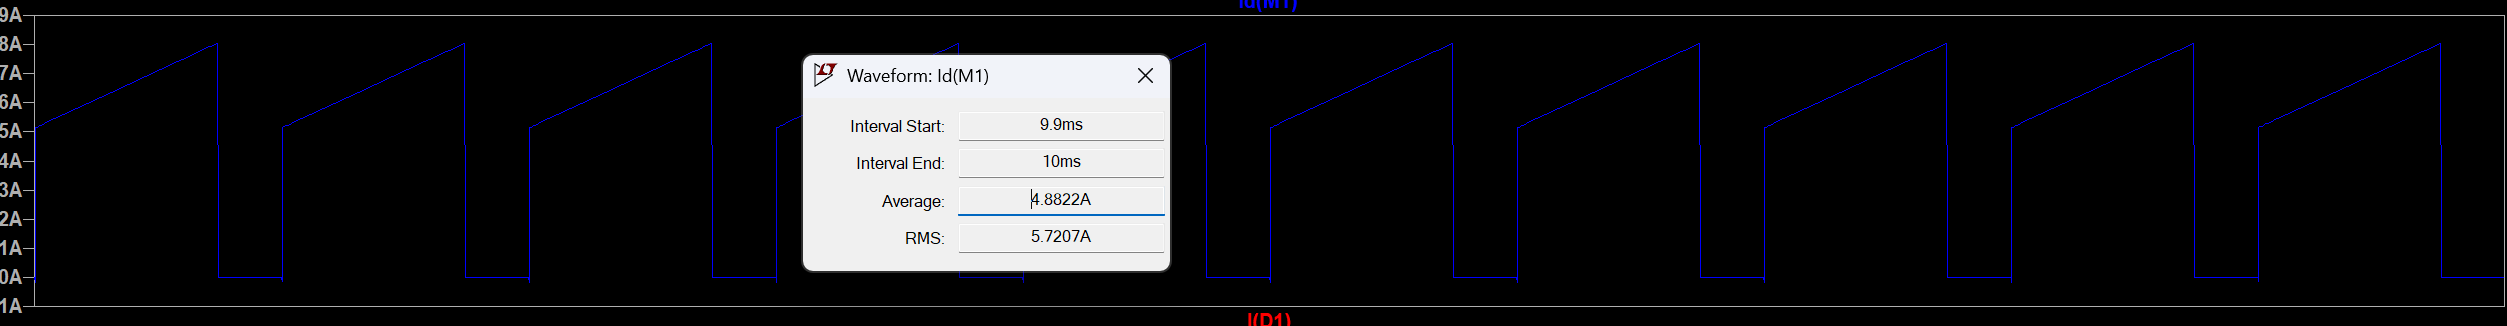 Id(M1)
9A
8A
7A
6A
5A
4A
3A
2A
1A
0A
1A
Waveform: Id(M1)
Interval Start: 9.9ms
Interval End: 10ms
Average: 4.8822A
RMS: 5.7207A
I(D1)